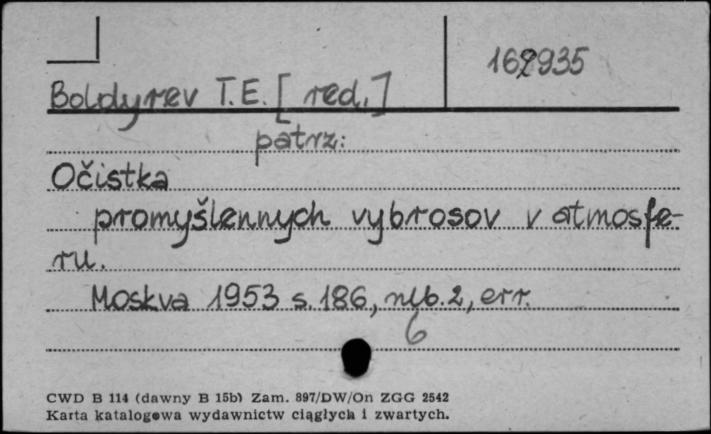 162935
Boldyrev T.E. [red.]
patrz:
Očistka
promyšlennych vybrosov v atmosfe-
ru.
Moskva 1953 s. 186, nlb. 2, err.
6
CWD B 114 (dawny B 15b) Zam. 897/DW/On ZGG 2542
Karta katalogowa wydawnictw ciągłych i zwartych.